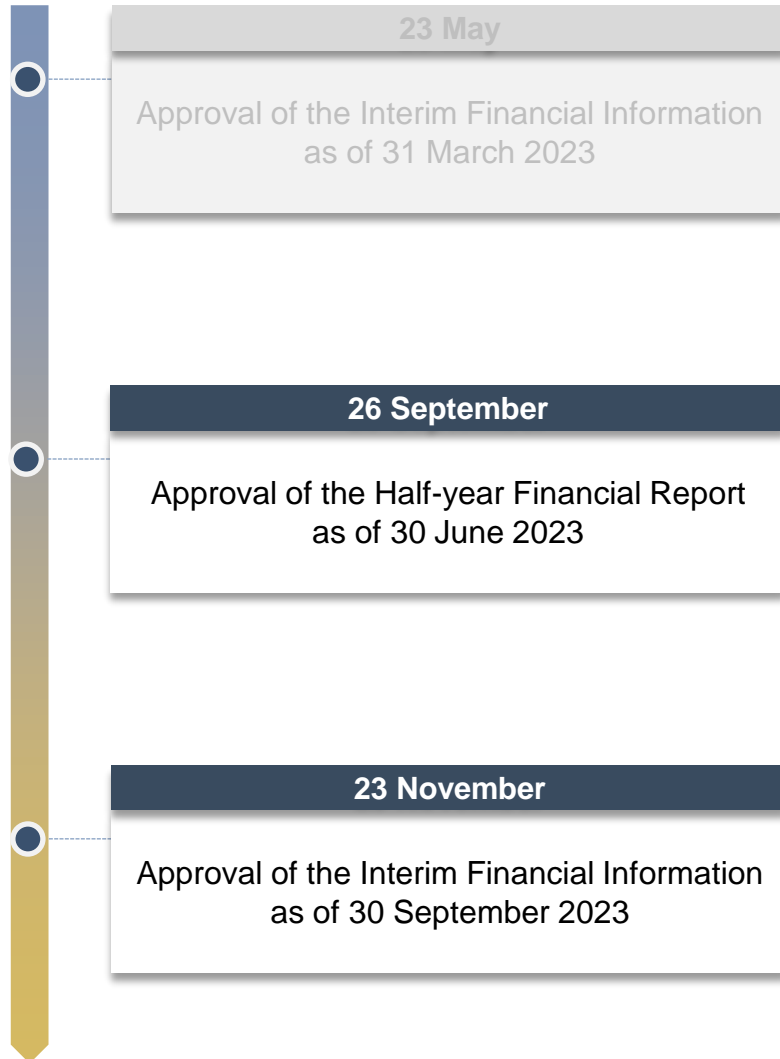 23 May
Approval of the Interim Financial Information
as of 31 March 2023
26 September
Approval of the Half-year Financial Report
as of 30 June 2023
23 November
Approval of the Interim Financial Information
as of 30 September 2023